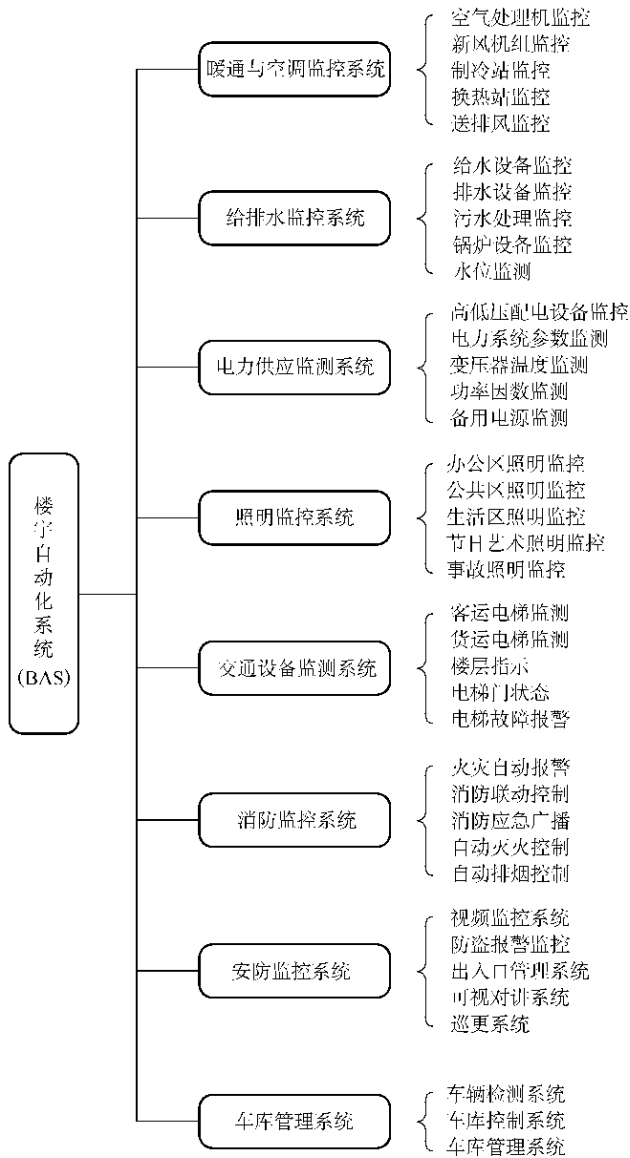 楼宇自动化系统
(BAS)
暖通与空调监控系统
空气处理机监控
新风机组监控
制冷站监控
换热站监控
送排风监控
给排水监控系统
给水设备监控
排水设备监控
污水处理监控
锅炉设备监控
水位监测
电力供应监测系统
高低压配电设备监控
电力系统参数监测
变压器温度监测
功率因数监测
备用电源监测
照明监控系统
办公区照明监控
公共区照明监控
生活区照明监控
节日艺术照明监控
事故照明监控
交通设备监测系统
客运电梯监测
货运电梯监测
楼层指示
电梯门状态
电梯故障报警
消防监控系统
火灾自动报警
消防联动控制
消防应急广播
自动灭火控制
自动排烟控制
安防监控系统
视频监控系统
防盗报警监控
出入口管理系统
可视对讲系统
巡更系统
车库管理系统
车辆检测系统
车库控制系统
车库管理系统